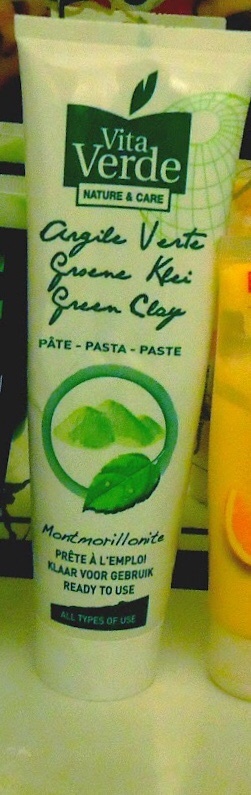 Vita
Verde
NATURE & CARE
Argile Verte
Groene Klei
Green Clay
PÂTE - PASTA - PASTE
Montmorillonite
PRÊTE À L'EMPLOI
KLAAR VOOR GEBRUIK
READY TO USE
ALL TYPES OF USE